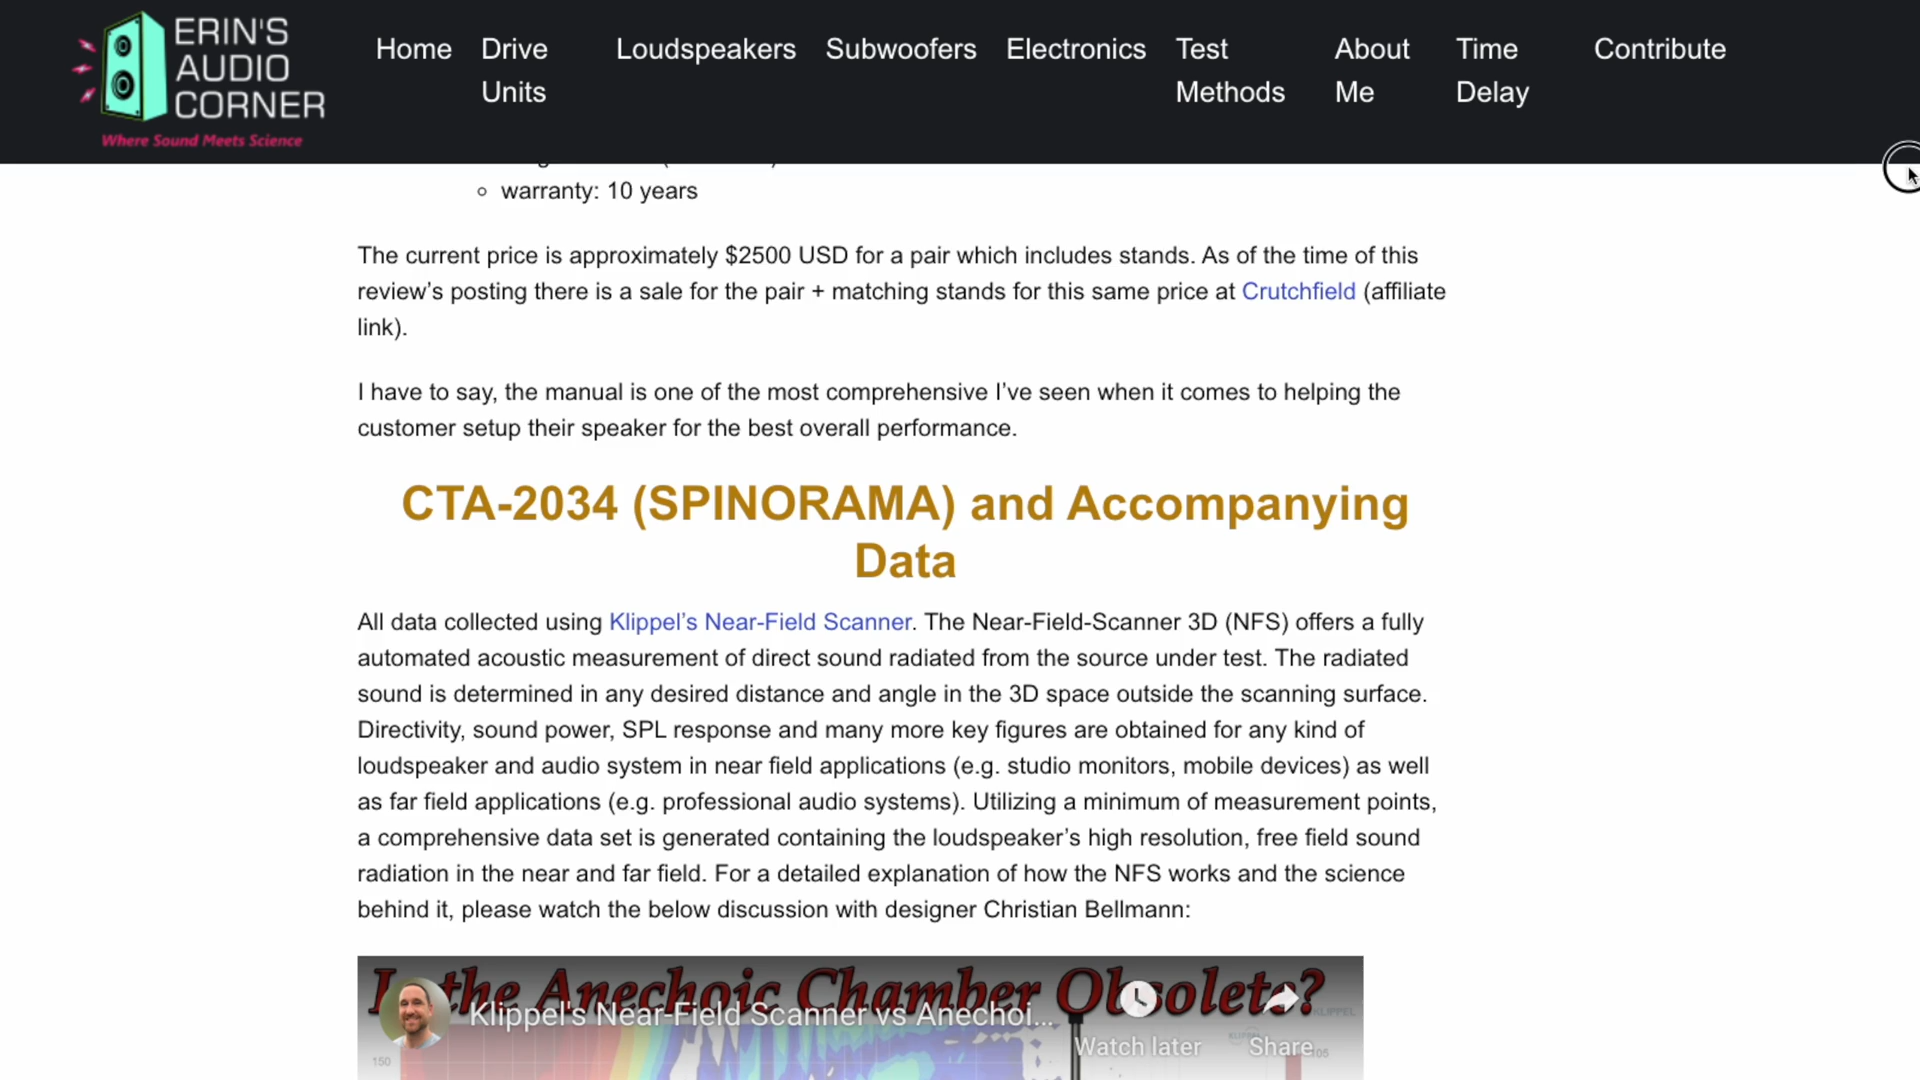 ERIN'S
AUDIO
CORNER
Where Sound Meets Science
Home
Drive
Units
Loudspeakers
Subwoofers
Electronics
Test
Methods
About
Me
Time
Delay
Contribute
warranty: 10 years
The current price is approximately $2500 USD for a pair which includes stands. As of the time of this
review’s posting there is a sale for the pair + matching stands for this same price at Crutchfield (affiliate
link).
I have to say, the manual is one of the most comprehensive I’ve seen when it comes to helping the
customer setup their speaker for the best overall performance.
CTA-2034 (SPINORAMA) and Accompanying
Data
All data collected using Klippel’s Near-Field Scanner. The Near-Field-Scanner 3D (NFS) offers a fully
automated acoustic measurement of direct sound radiated from the source under test. The radiated
sound is determined in any desired distance and angle in the 3D space outside the scanning surface.
Directivity, sound power, SPL response and many more key figures are obtained for any kind of
loudspeaker and audio system in near field applications (e.g. studio monitors, mobile devices) as well
as far field applications (e.g. professional audio systems). Utilizing a minimum of measurement points,
a comprehensive data set is generated containing the loudspeaker’s high resolution, free field sound
radiation in the near and far field. For a detailed explanation of how the NFS works and the science
behind it, please watch the below discussion with designer Christian Bellmann:
the Anechoic Chamber Obsolete?
Klippel's Near-Field Scanner vs Anechoi...
KLIPPEL
Watch later
Share
150